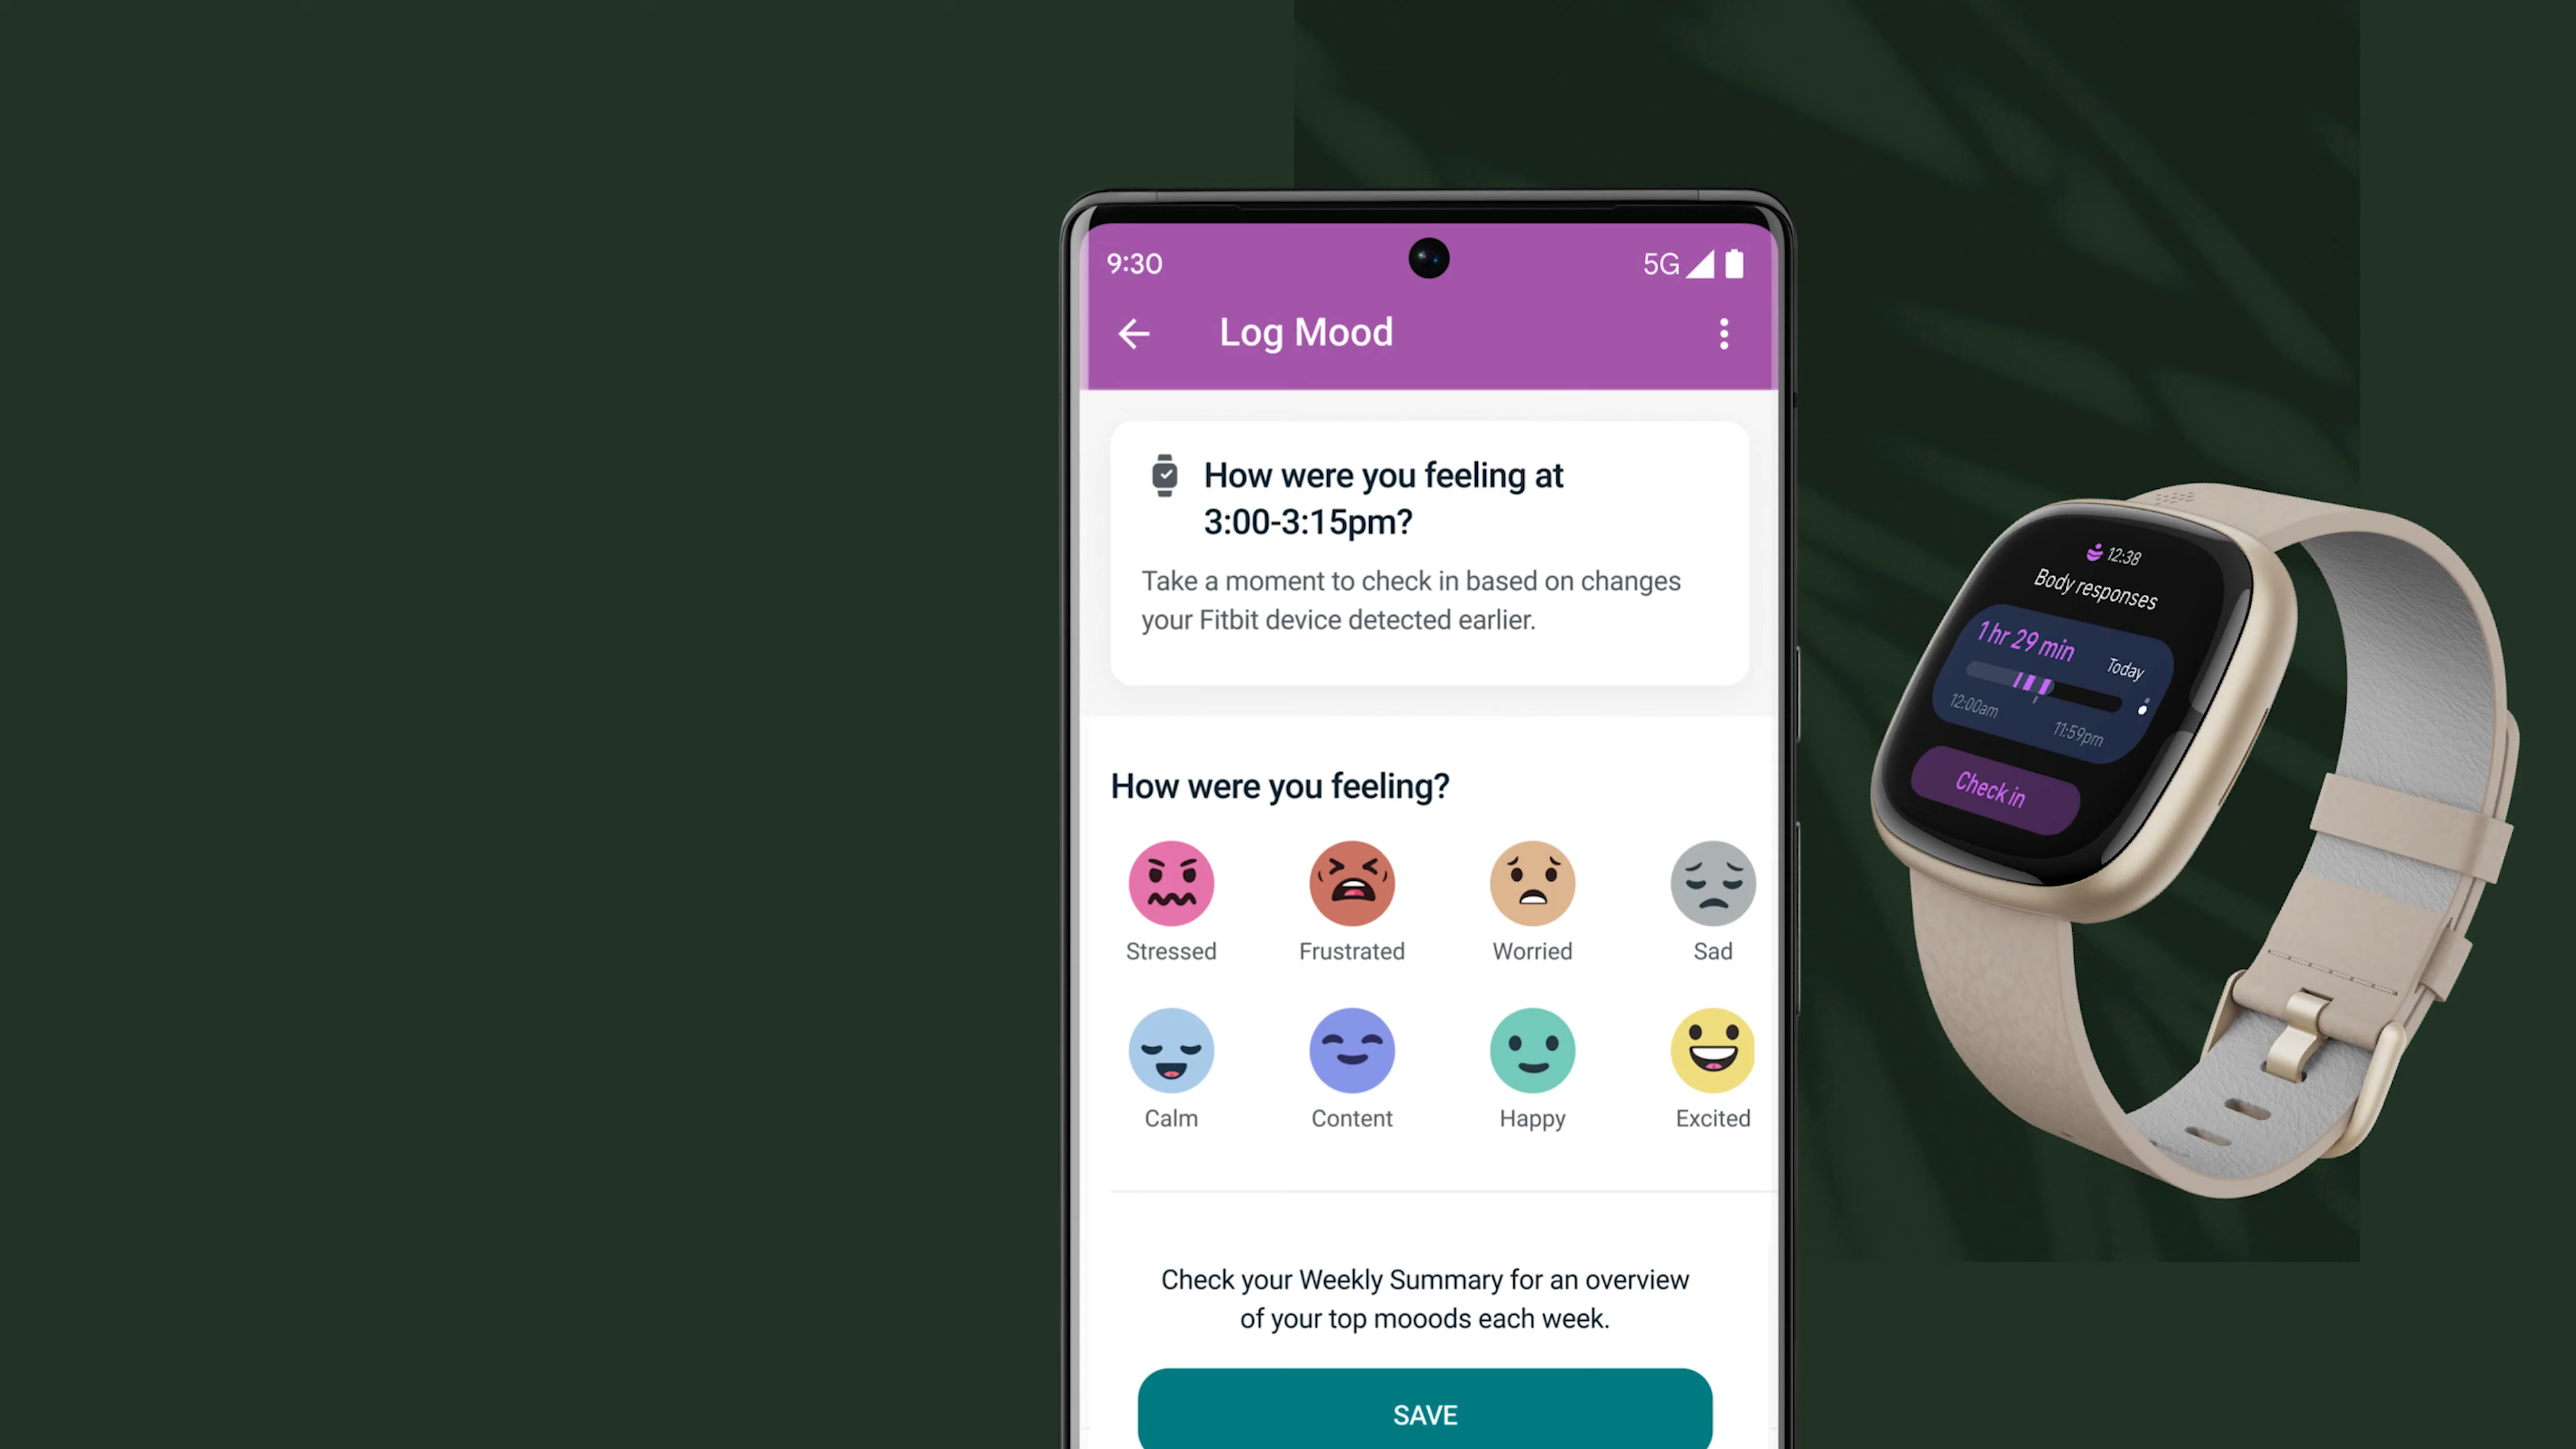 9:30
5G
Log Mood
How were you feeling at
3:00-3:15pm?
Take a moment to check in based on changes
your Fitbit device detected earlier.
How were you feeling?
Stressed Frustrated Worried Sad
Calm Content Happy Excited
Check your Weekly Summary for an overview
of your top mooods each week.
SAVE
12:38
Body responses
1 hr 29 min
Today
12:00am
11:59pm
Check in